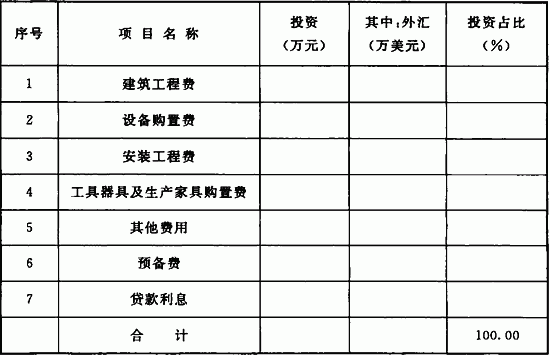 序号 项目名称 投资（万元） 其中：外汇（万美元） 投资占比（%）
1 建筑工程费
2 设备购置费
3 安装工程费
4 工具器具及生产家具购置费
5 其他费用
6 预备费
7 贷款利息
合计 100.00